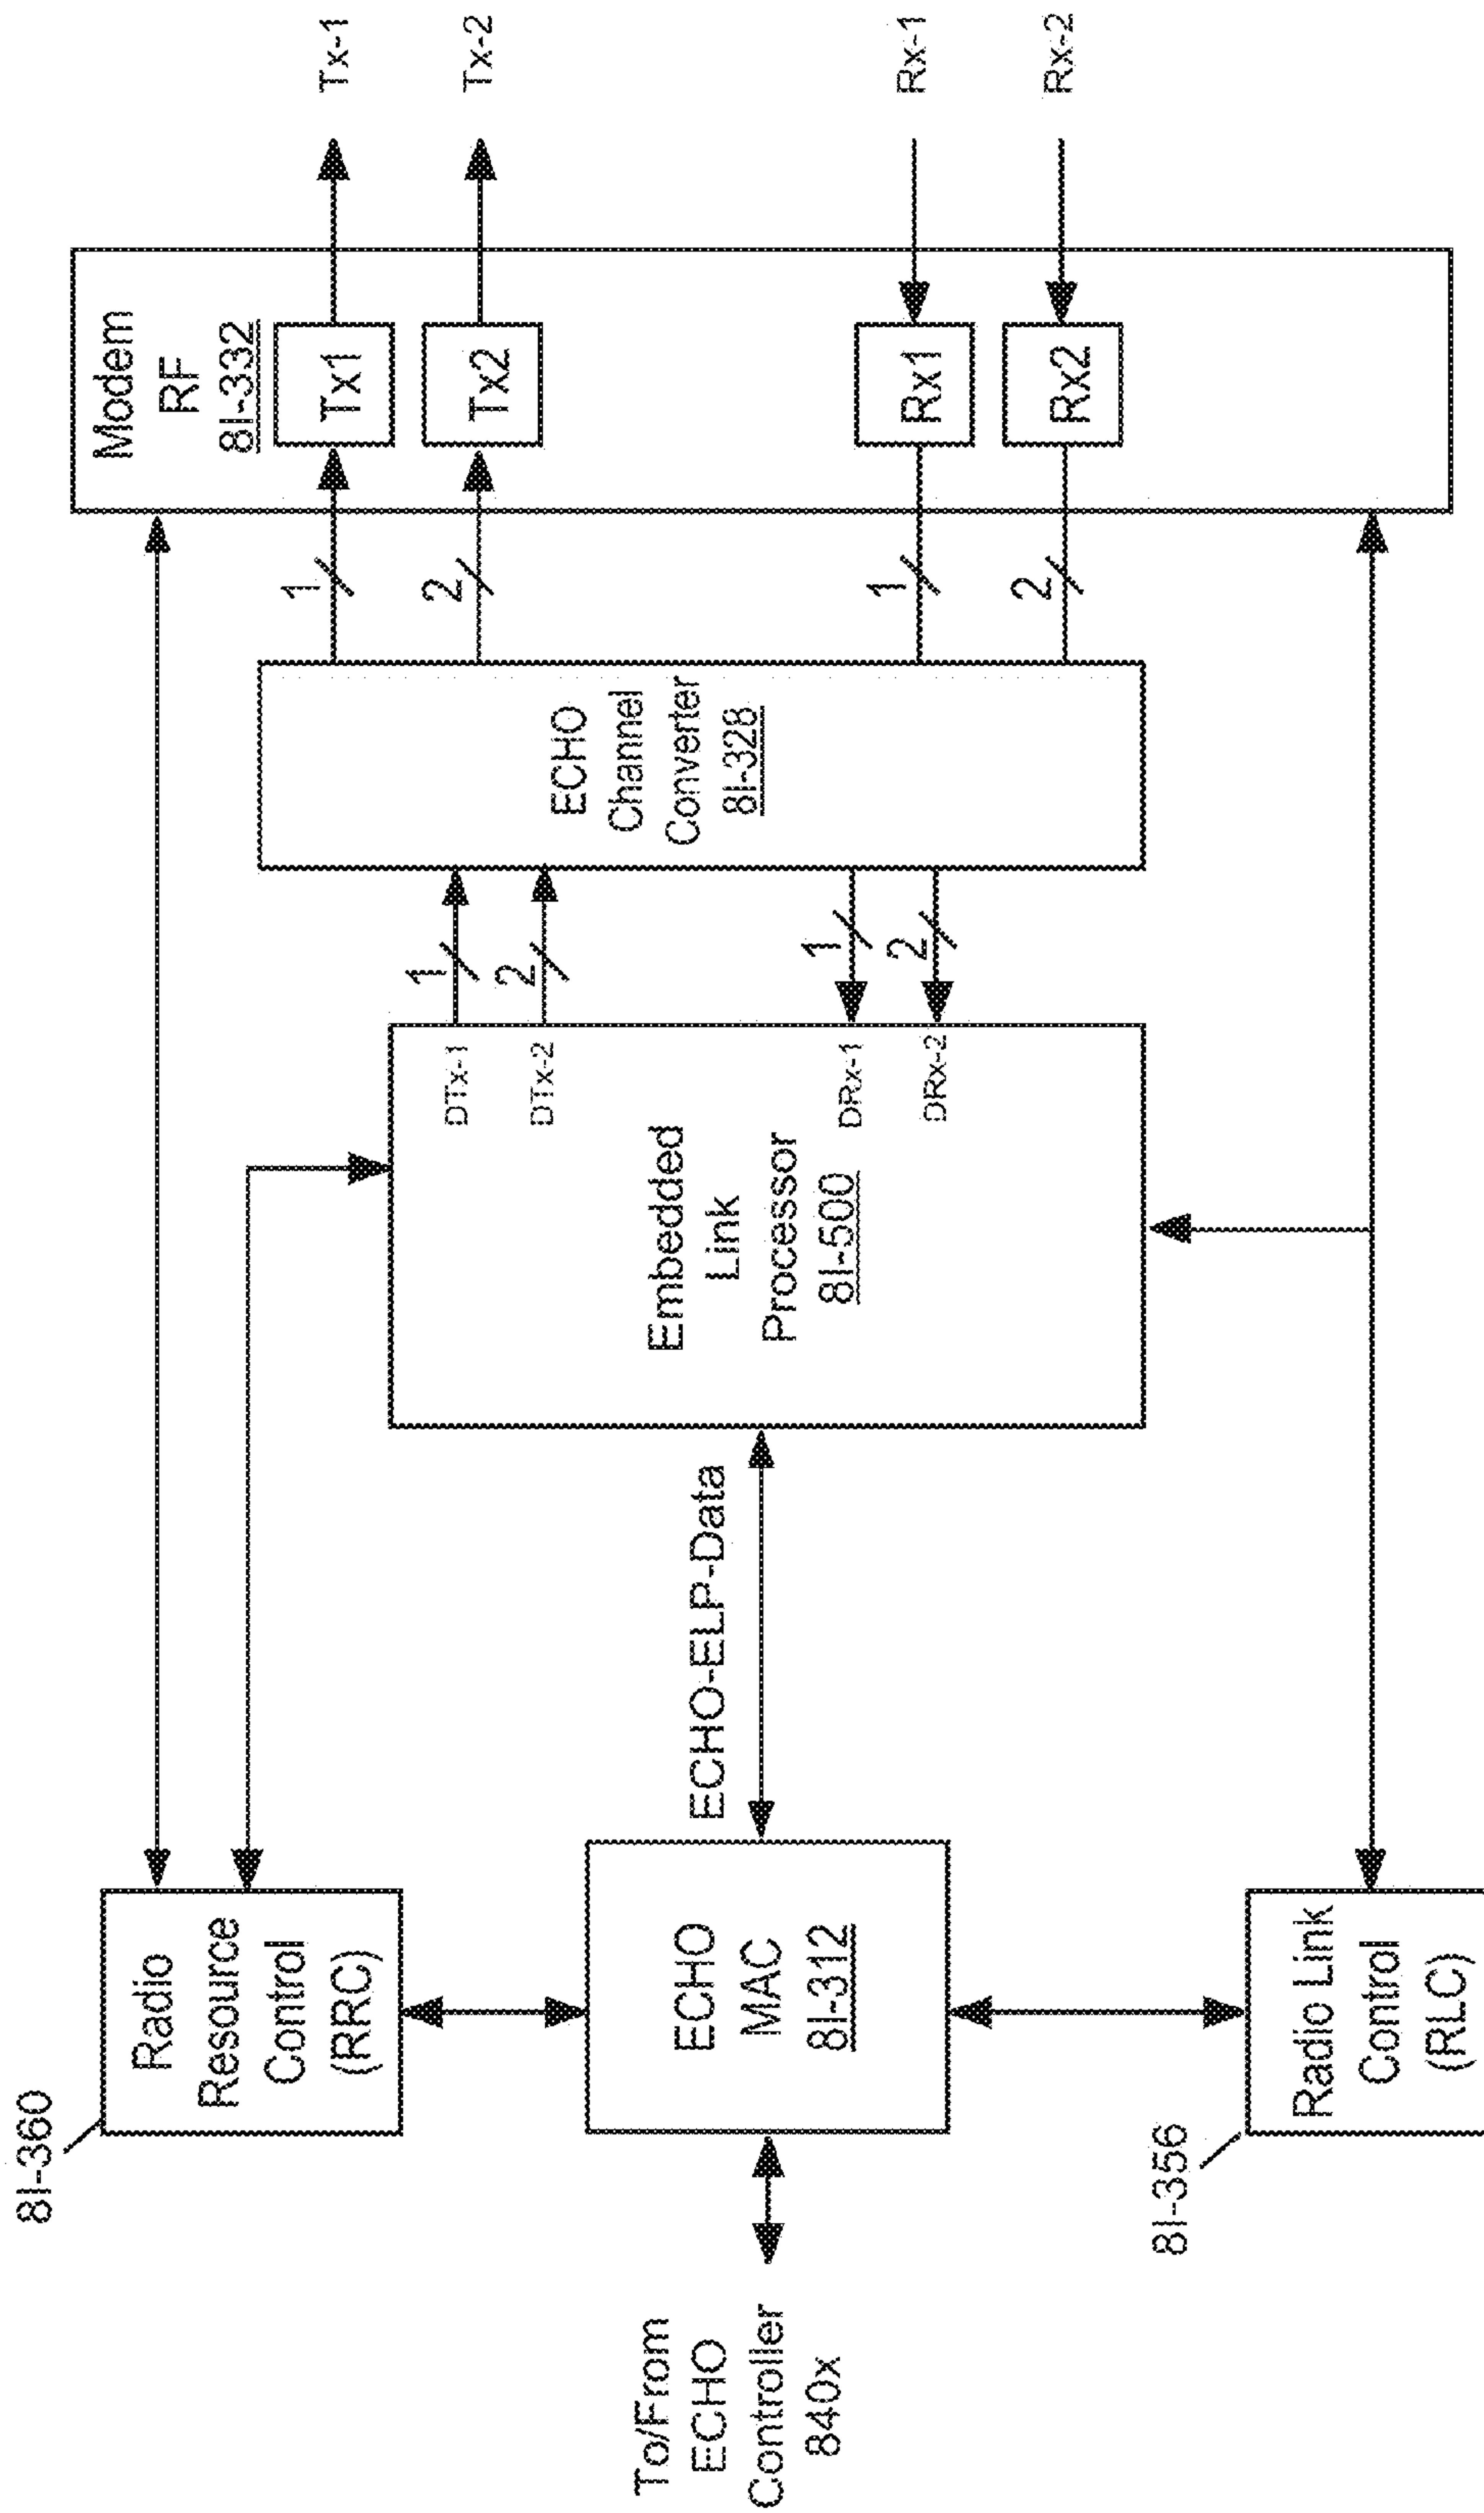 8I-360
Radio
Resource
Control
(RRC)
Modem
RF
8I-332
Tx1
Tx2
Rx1
Rx2
Tx-1
Tx-2
Rx-1
Rx-2
1
2
1
2
ECHO
Channel
Converter
8I-328
1
2
1
2
DTx-1
DTx-2
DRx-1
DRx-2
Embedded
Link
Processor
8I-500
ECHO-ELP-Data
ECHO
MAC
8I-312
To/From
ECHO
Controller
840x
8I-356
Radio Link
Control
(RLC)